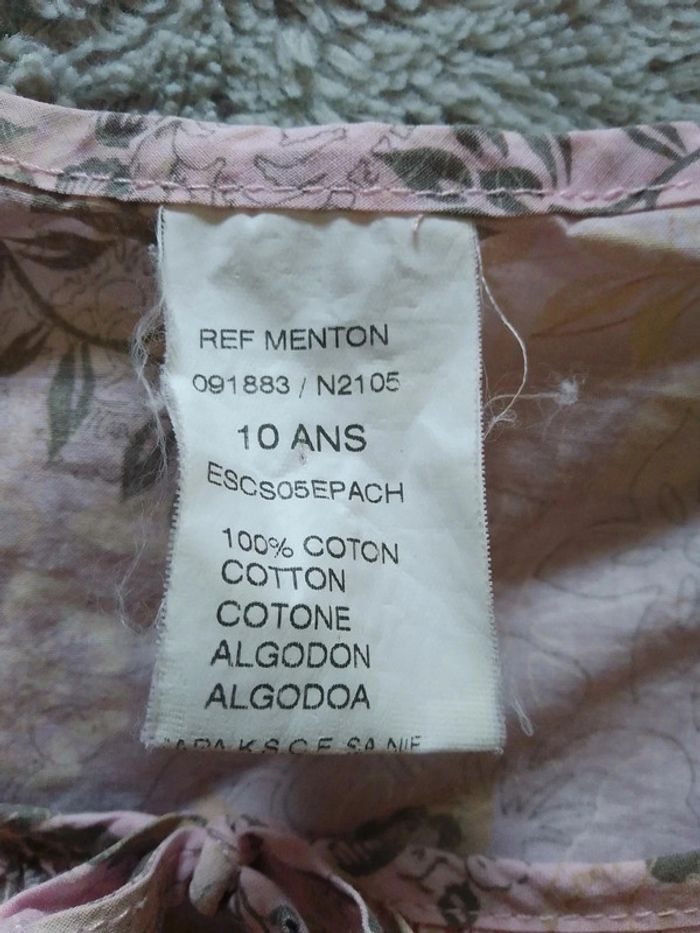 REF MENTON
091883 / N2105
10 ANS
ESCS05EPACH
100% COTON
COTTON
COTONE
ALGODON
ALGODOA